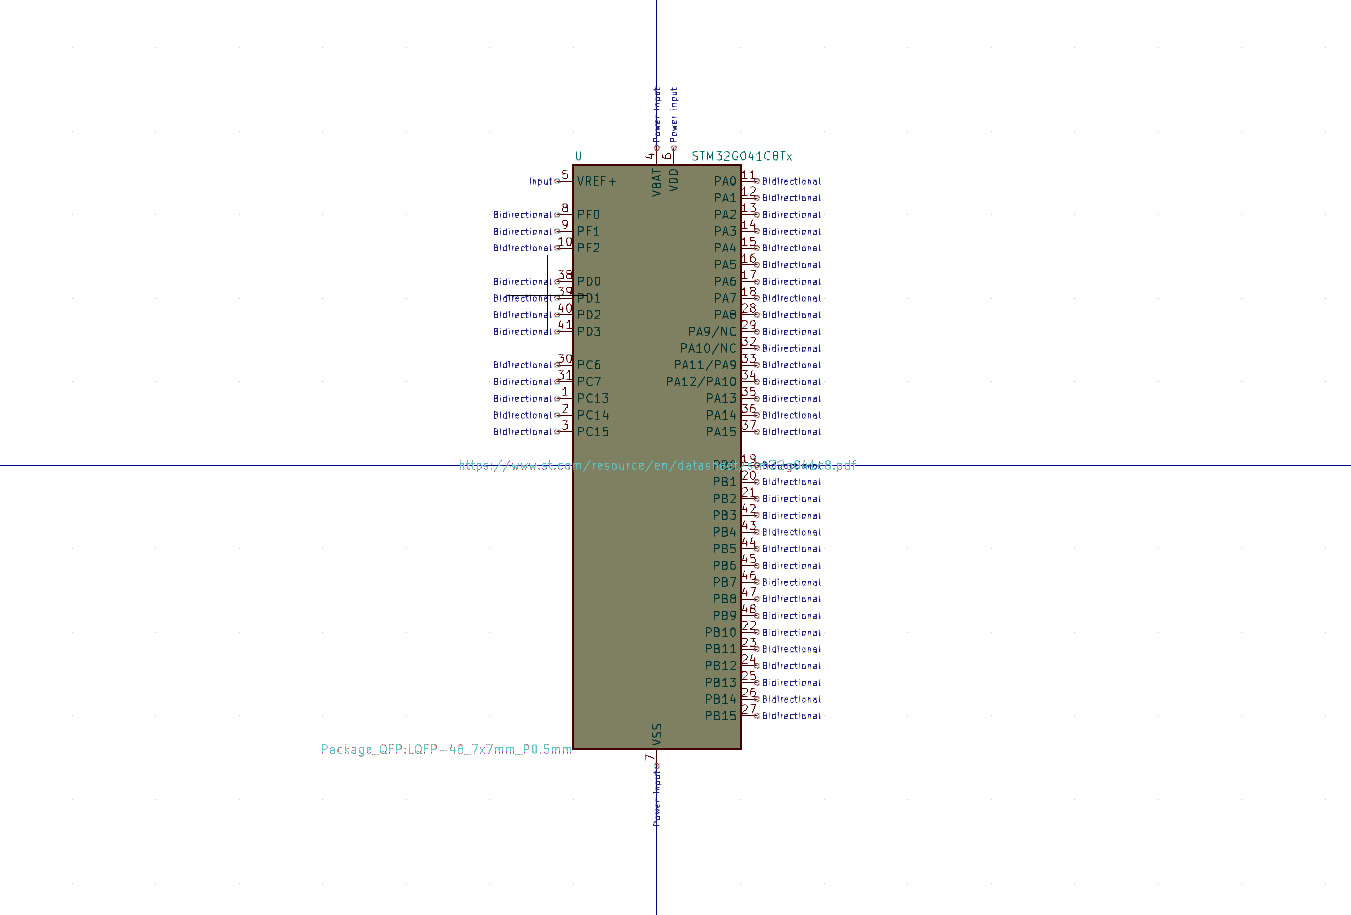 Power Input
Power Input
4
6
U
STM32G041C8Tx
VBAT
VDD
Input 5 VREF+
Bidirectional 8 PF0
Bidirectional 9 PF1
Bidirectional 10 PF2
Bidirectional 38 PD0
Bidirectional 39 PD1
Bidirectional 40 PD2
Bidirectional 41 PD3
Bidirectional 30 PC6
Bidirectional 31 PC7
Bidirectional 1 PC13
Bidirectional 2 PC14
Bidirectional 3 PC15
PA0 11 Bidirectional
PA1 12 Bidirectional
PA2 13 Bidirectional
PA3 14 Bidirectional
PA4 15 Bidirectional
PA5 16 Bidirectional
PA6 17 Bidirectional
PA7 18 Bidirectional
PA8 28 Bidirectional
PA9/NC 29 Bidirectional
PA10/NC 32 Bidirectional
PA11/PA9 33 Bidirectional
PA12/PA10 34 Bidirectional
PA13 35 Bidirectional
PA14 36 Bidirectional
PA15 37 Bidirectional
https://www.st.com/resource/en/datasheet/
PB0 19 Bidirectional
PB1 20 Bidirectional
PB2 21 Bidirectional
PB3 42 Bidirectional
PB4 43 Bidirectional
PB5 44 Bidirectional
PB6 45 Bidirectional
PB7 46 Bidirectional
PB8 47 Bidirectional
PB9 48 Bidirectional
PB10 22 Bidirectional
PB11 23 Bidirectional
PB12 24 Bidirectional
PB13 25 Bidirectional
PB14 26 Bidirectional
PB15 27 Bidirectional
VSS
Package_QFP:LQFP-48_7x7mm_P0.5mm
7
Power Input